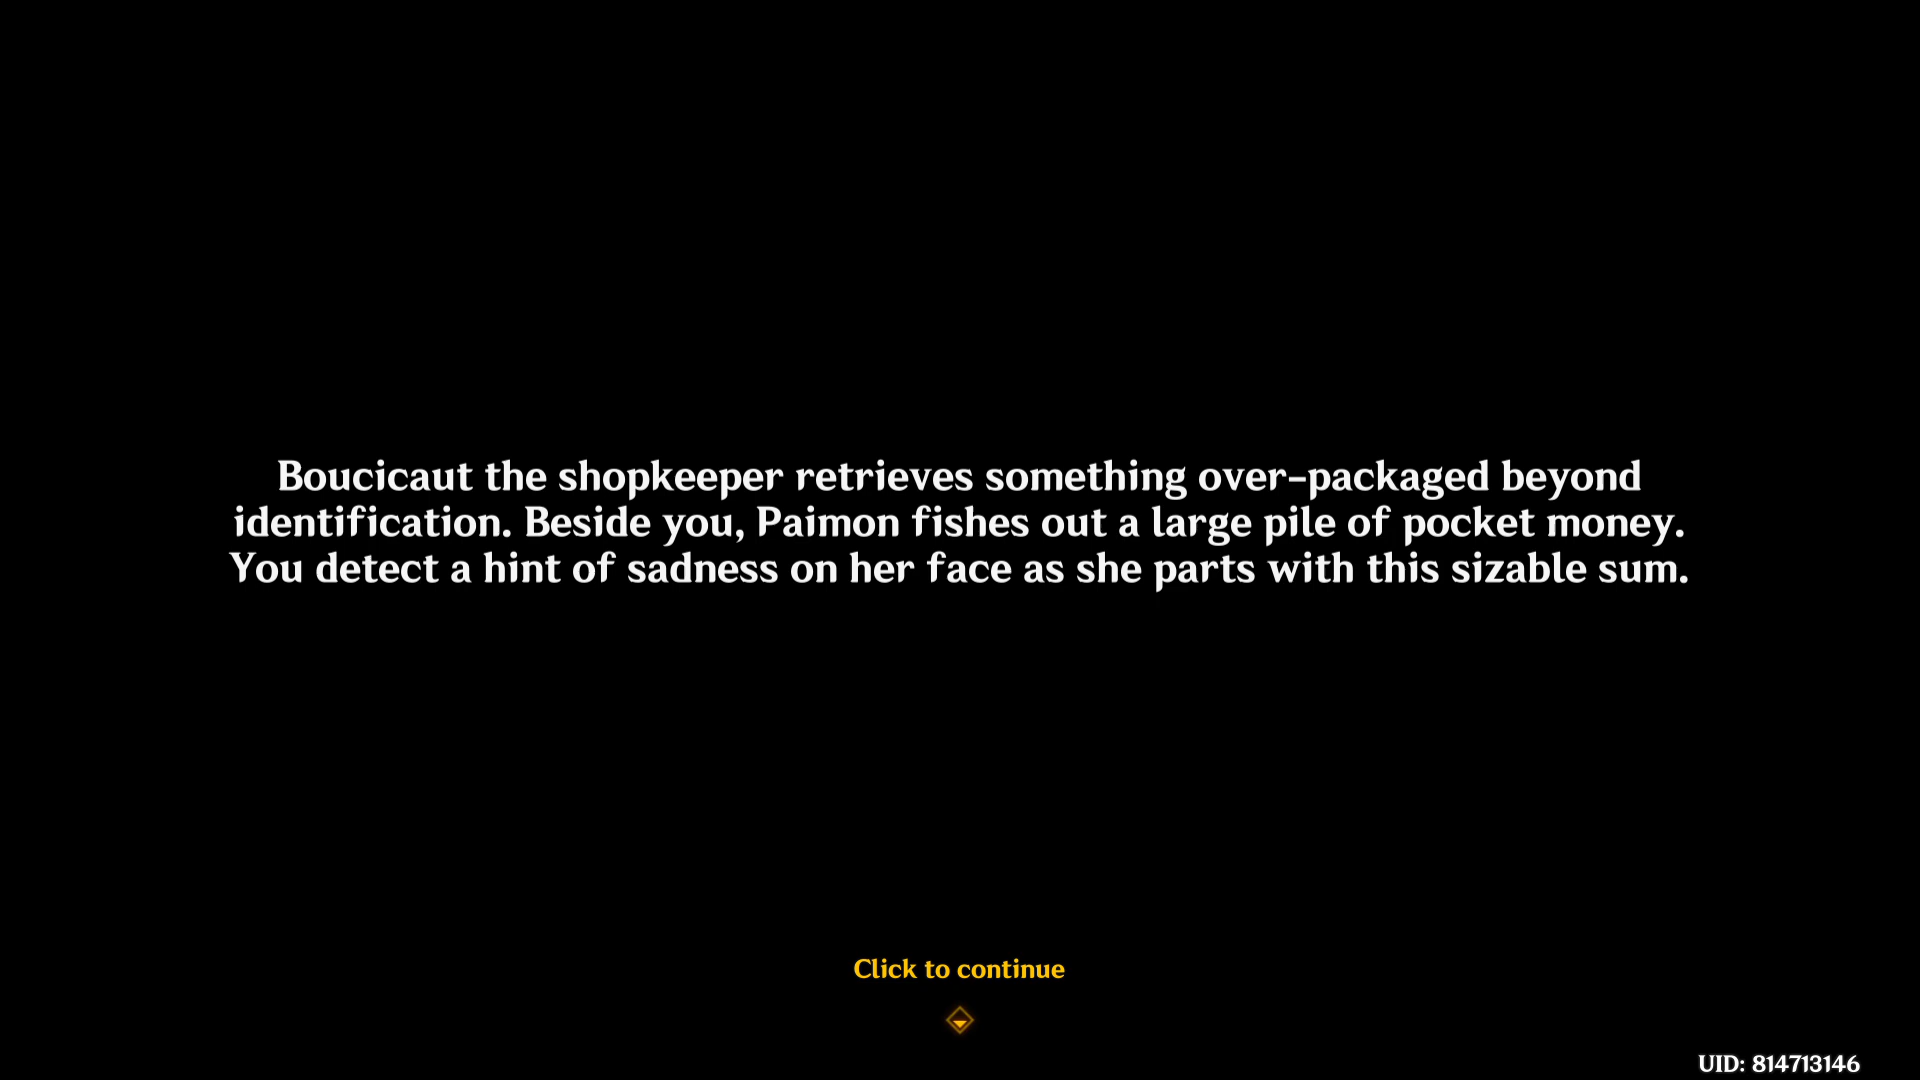 Boucicaut the shopkeeper retrieves something over-packaged beyond
identification. Beside you, Paimon fishes out a large pile of pocket money.
You detect a hint of sadness on her face as she parts with this sizable sum.
Click to continue
UID: 814713146